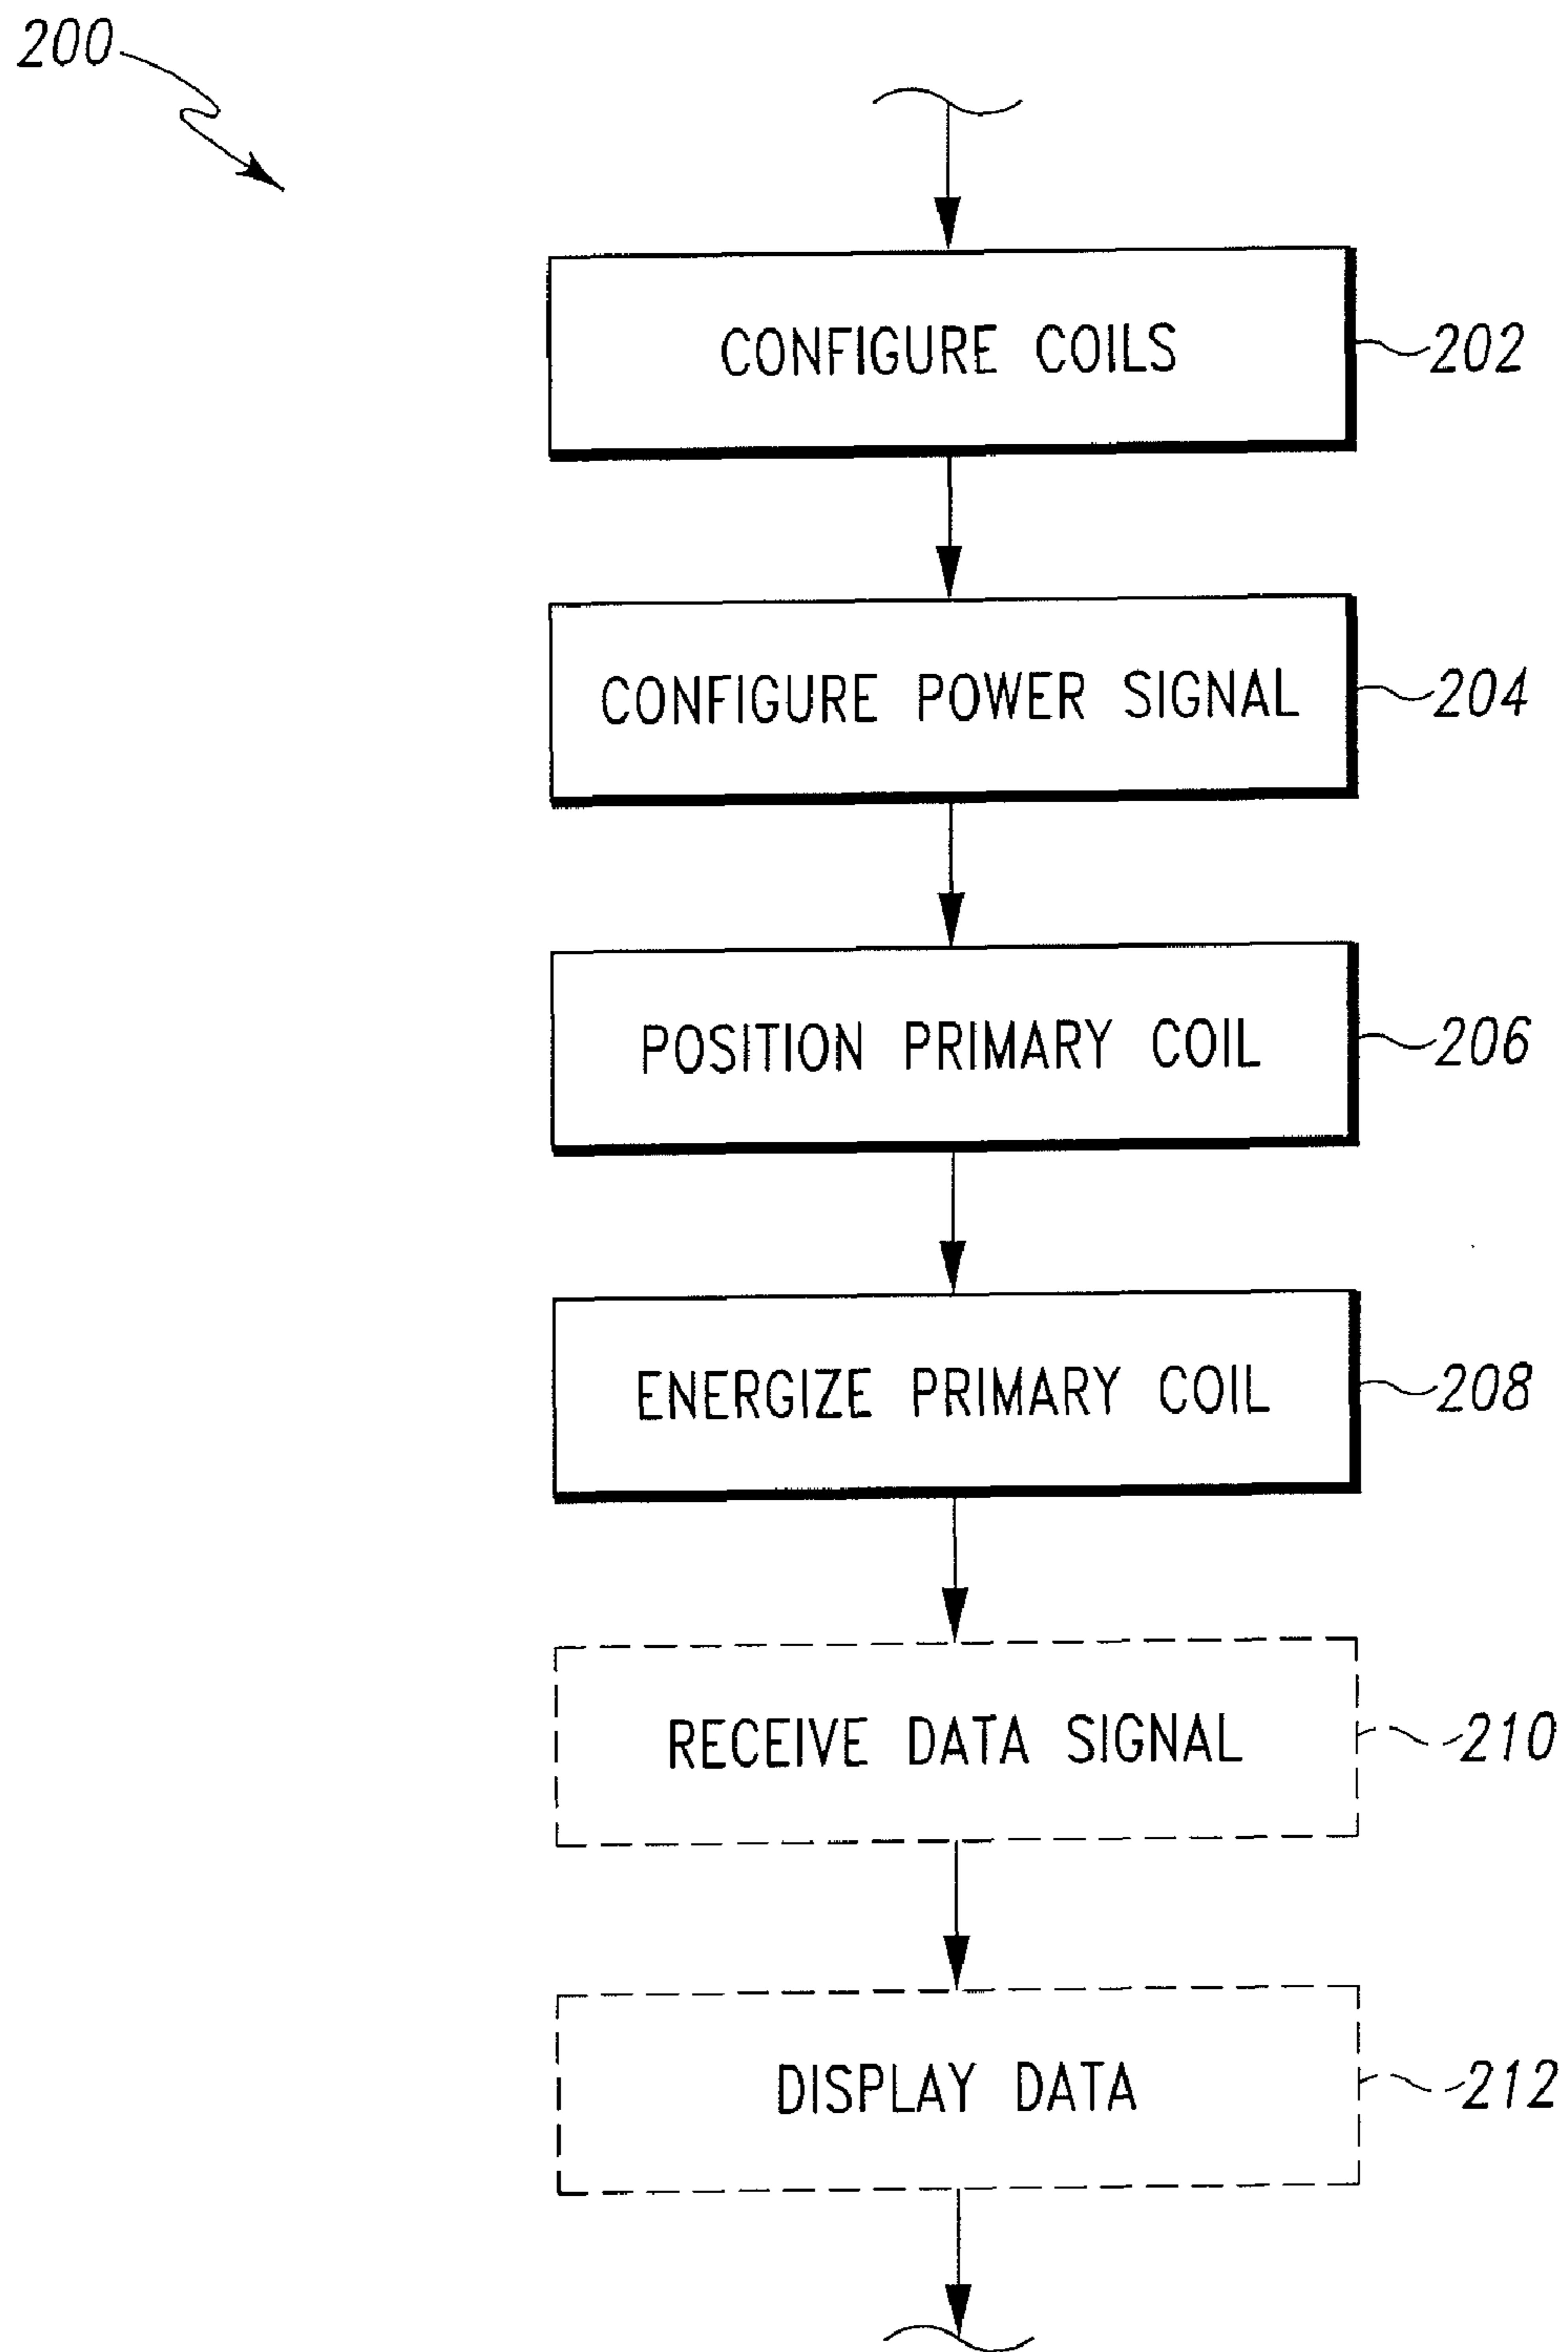 200
CONFIGURE COILS
202
CONFIGURE POWER SIGNAL
204
POSITION PRIMARY COIL
206
ENERGIZE PRIMARY COIL
208
RECEIVE DATA SIGNAL
210
DISPLAY DATA
212